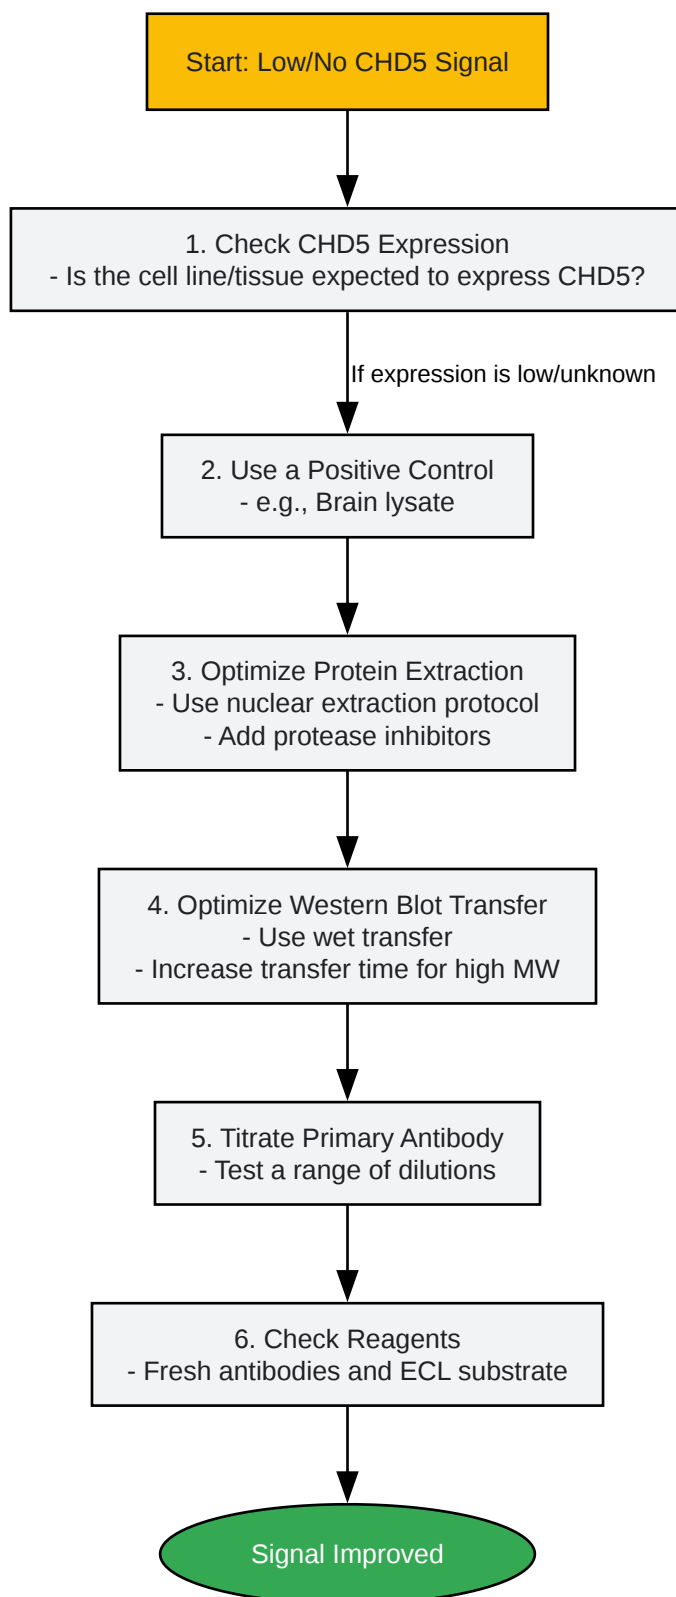 Start: Low/No CHD5 Signal
1. Check CHD5 Expression
- Is the cell line/tissue expected to express CHD5?
If expression is low/unknown
2. Use a Positive Control
- e.g., Brain lysate
3. Optimize Protein Extraction
- Use nuclear extraction protocol
- Add protease inhibitors
4. Optimize Western Blot Transfer
- Use wet transfer
- Increase transfer time for high MW
5. Titrate Primary Antibody
- Test a range of dilutions
6. Check Reagents
- Fresh antibodies and ECL substrate
Signal Improved